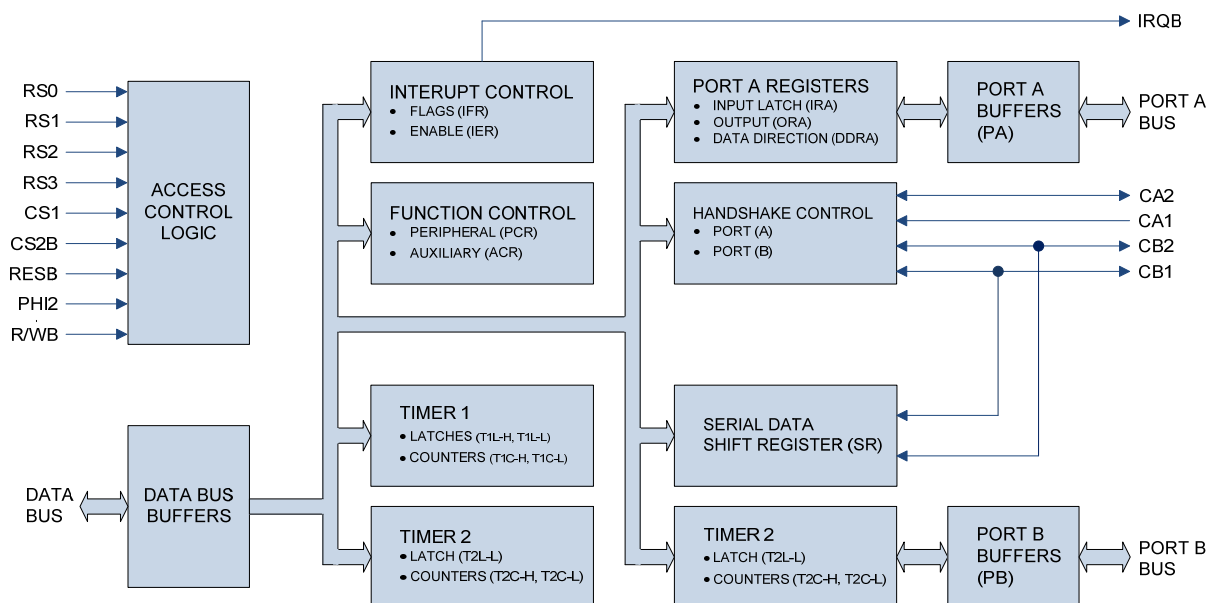 IRQB
RS0
RS1
RS2
RS3
CS1
CS2B
RESB
PHI2
R/WB
ACCESS
CONTROL
LOGIC
DATA
BUS
DATA BUS
BUFFERS
INTERUPT CONTROL
• FLAGS (IFR)
• ENABLE (IER)
FUNCTION CONTROL
• PERIPHERAL (PCR)
• AUXILIARY (ACR)
TIMER 1
• LATCHES (T1L-H, T1L-L)
• COUNTERS (T1C-H, T1C-L)
TIMER 2
• LATCH (T2L-L)
• COUNTERS (T2C-H, T2C-L)
PORT A REGISTERS
• INPUT LATCH (IRA)
• OUTPUT (ORA)
• DATA DIRECTION (DDRA)
PORT A
BUFFERS
(PA)
PORT A
BUS
HANDSHAKE CONTROL
• PORT (A)
• PORT (B)
CA2
CA1
CB2
CB1
SERIAL DATA
SHIFT REGISTER (SR)
TIMER 2
• LATCH (T2L-L)
• COUNTERS (T2C-H, T2C-L)
PORT B
BUFFERS
(PB)
PORT B
BUS